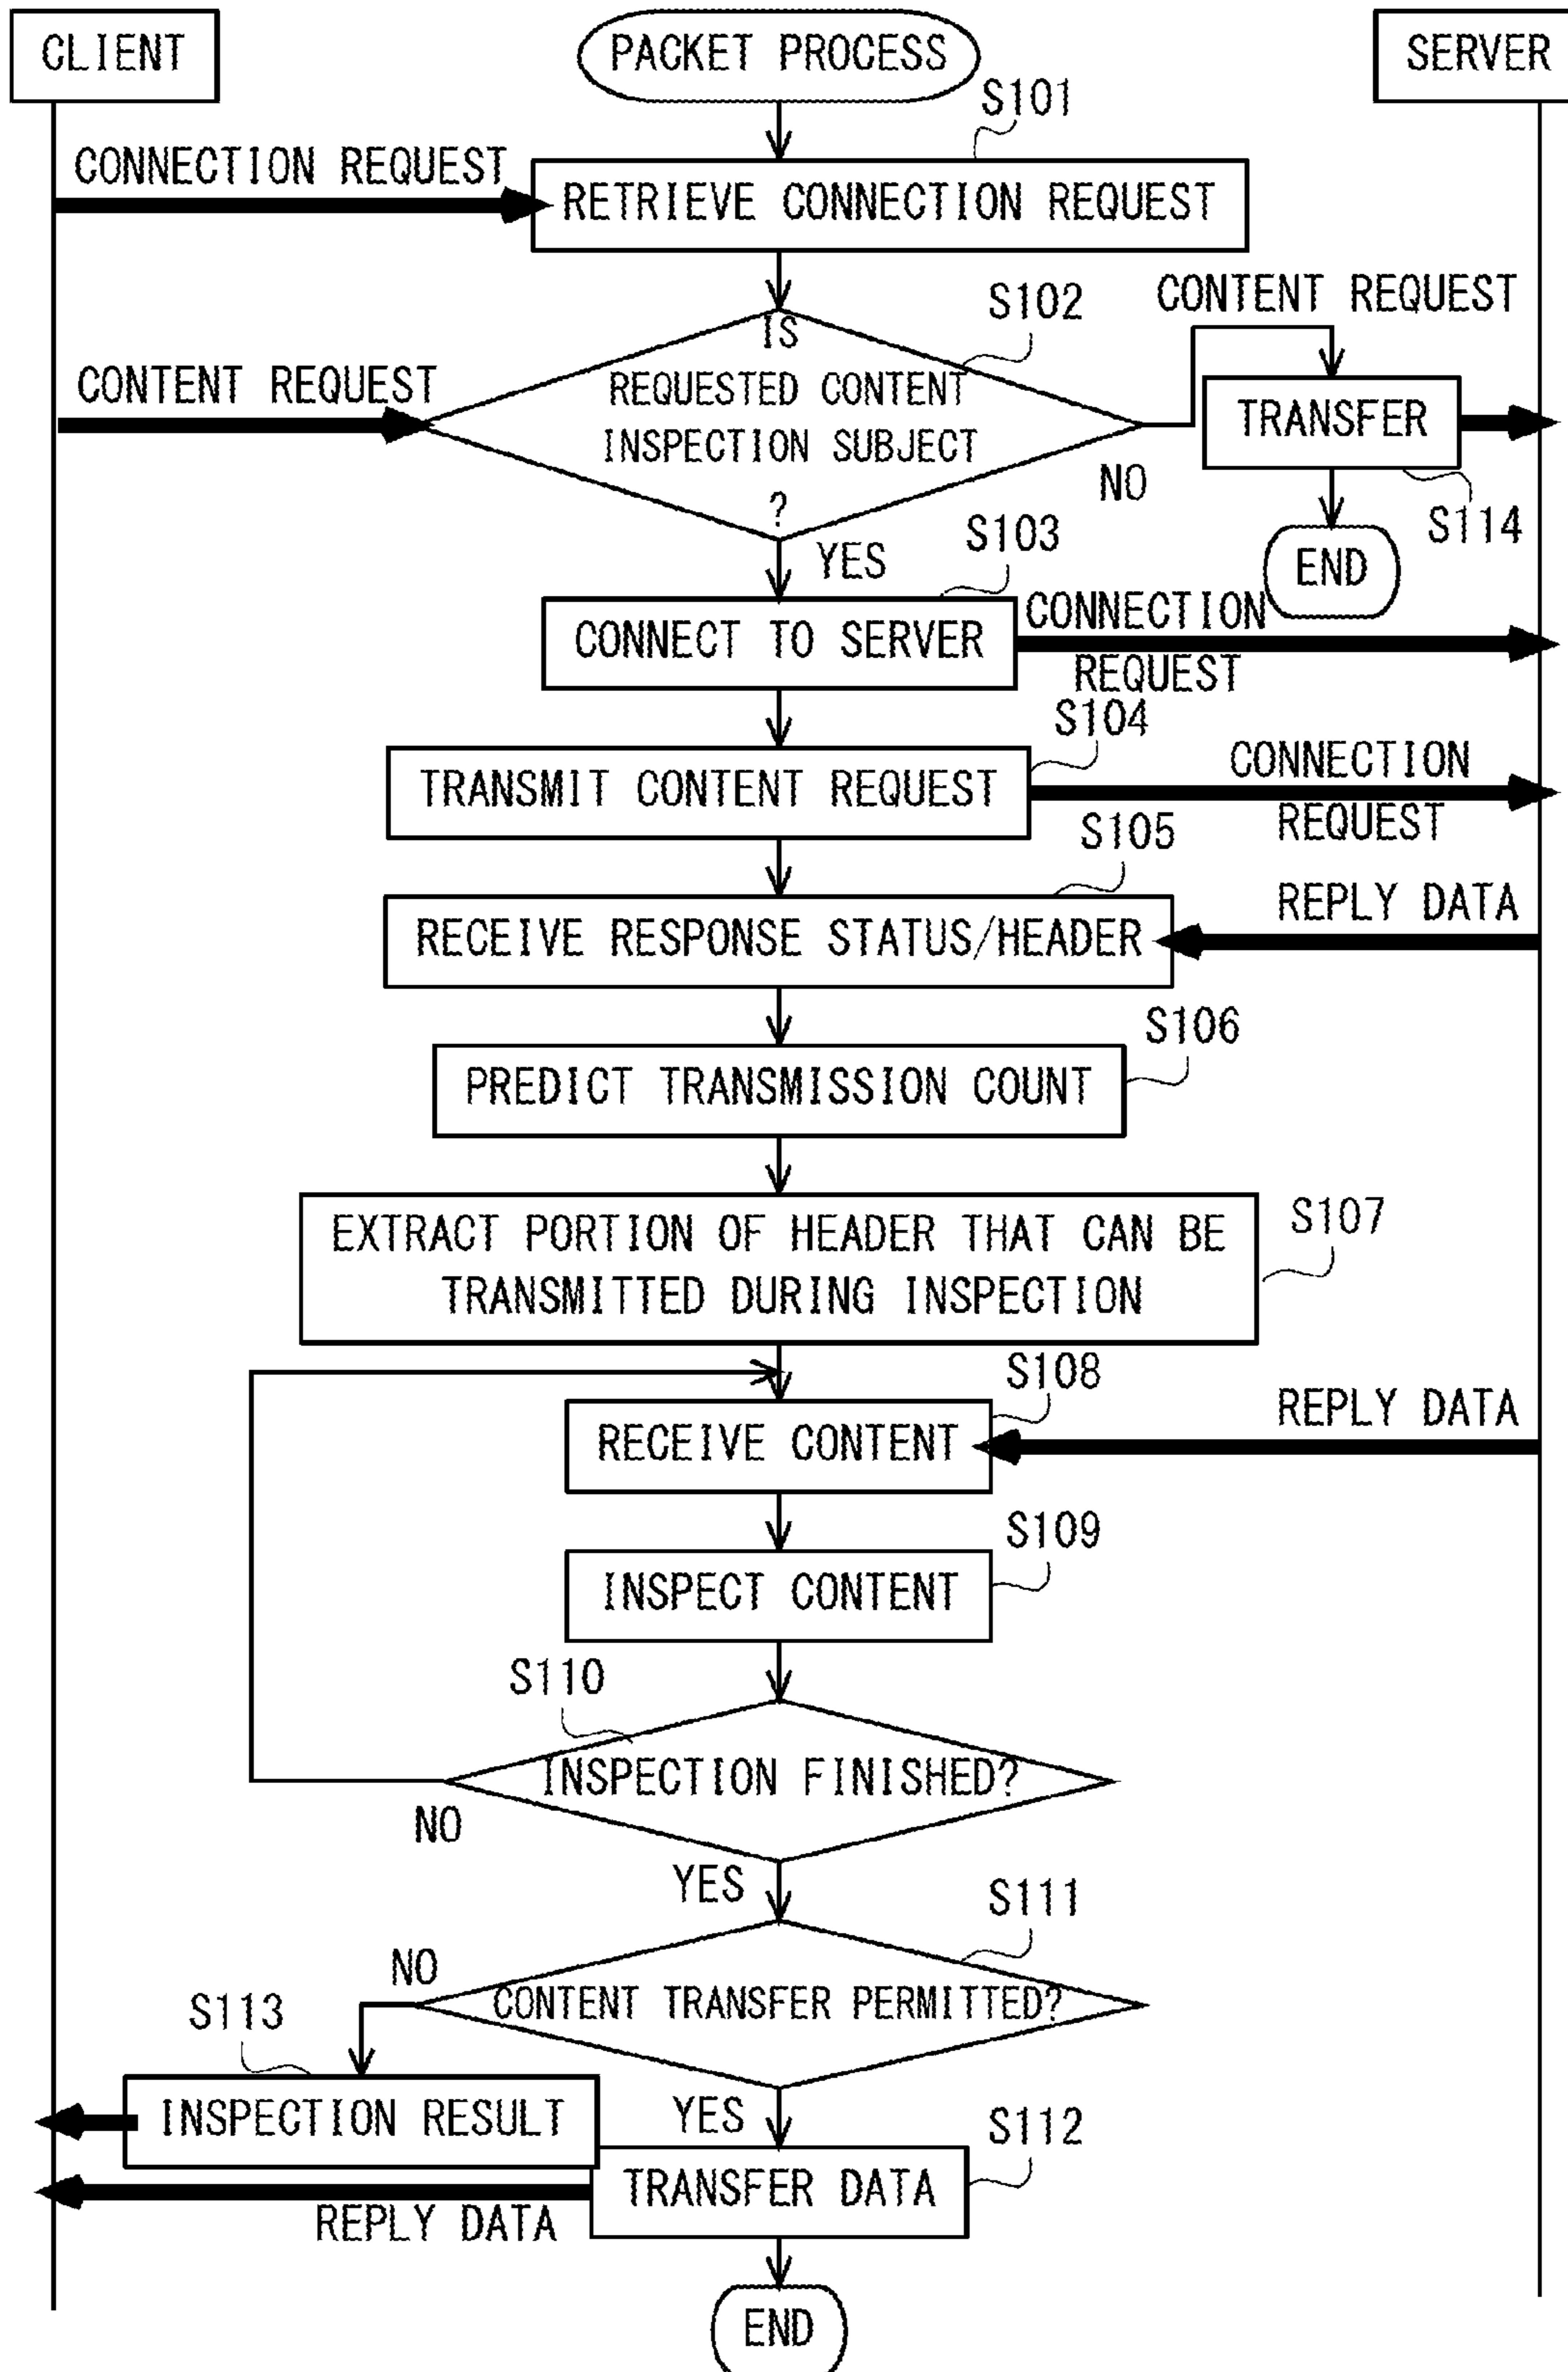 CLIENT
PACKET PROCESS
SERVER
S101
CONNECTION REQUEST
RETRIEVE CONNECTION REQUEST
S102
CONTENT REQUEST
CONTENT REQUEST
IS
REQUESTED CONTENT
INSPECTION SUBJECT
?
TRANSFER
NO
S114
YES
S103
END
CONNECT TO SERVER
CONNECTION
REQUEST
S104
TRANSMIT CONTENT REQUEST
CONNECTION
REQUEST
S105
RECEIVE RESPONSE STATUS/HEADER
REPLY DATA
S106
PREDICT TRANSMISSION COUNT
S107
EXTRACT PORTION OF HEADER THAT CAN BE
TRANSMITTED DURING INSPECTION
S108
RECEIVE CONTENT
REPLY DATA
S109
INSPECT CONTENT
S110
INSPECTION FINISHED?
NO
YES
S111
NO
CONTENT TRANSFER PERMITTED?
S113
INSPECTION RESULT
YES
S112
TRANSFER DATA
REPLY DATA
END